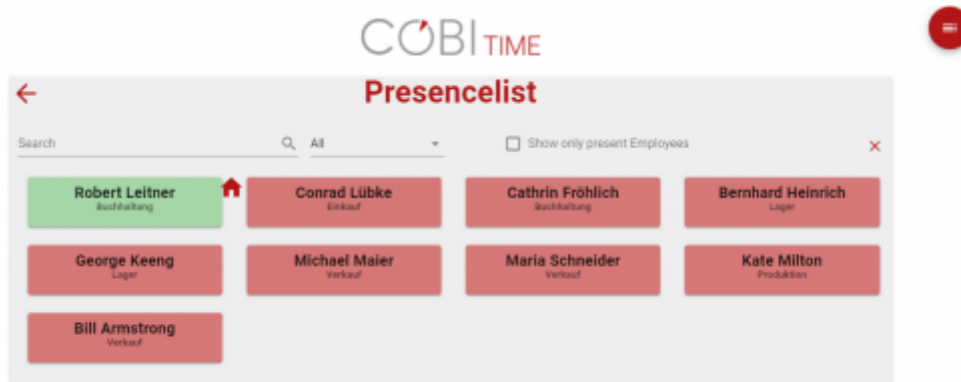 COBI TIME
Presencelist
Search All Show only present Employees
Robert Leitner Conrad Lübke Cathrin Fröhlich Bernhard Heinrich
Buchhaltung Einkauf Buchhaltung Lager
George Keeng Michael Maier Maria Schneider Kate Milton
Lager Verkauf Verkauf Produktion
Bill Armstrong
Verkauf